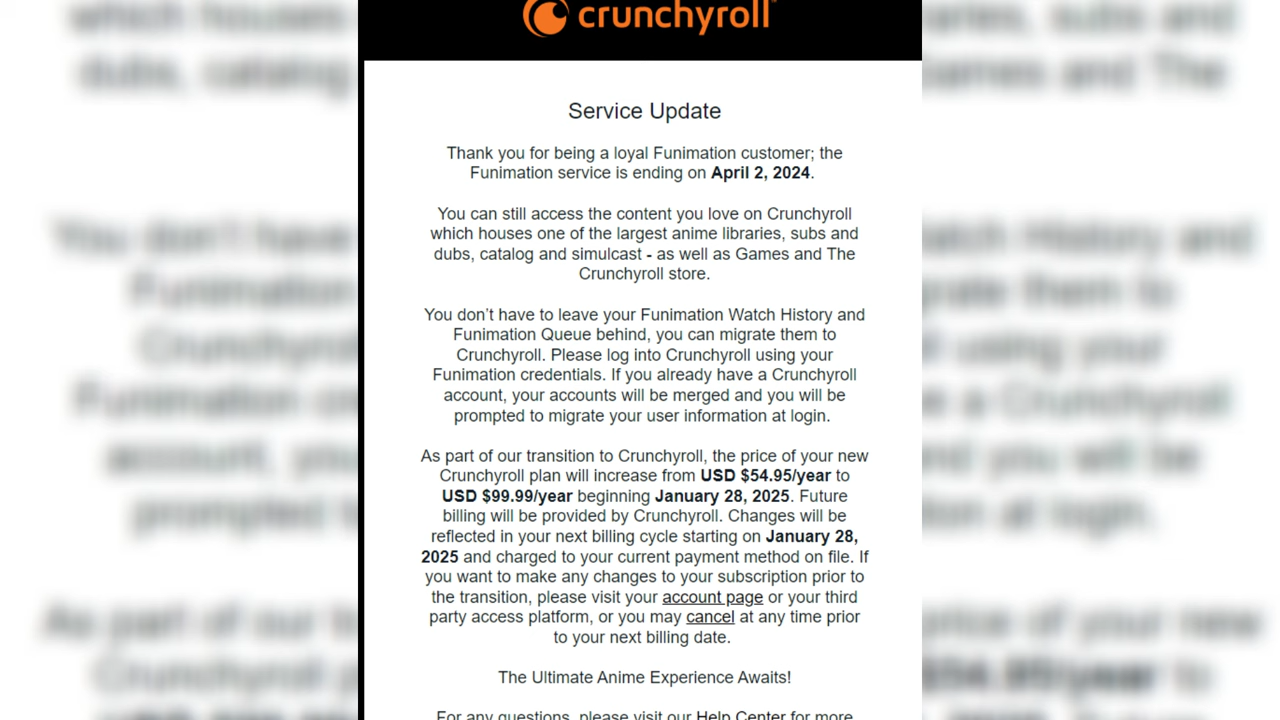 crunchyroll
Service Update
Thank you for being a loyal Funimation customer; the
Funimation service is ending on April 2, 2024.
You can still access the content you love on Crunchyroll
which houses one of the largest anime libraries, subs and
dubs, catalog and simulcast - as well as Games and The
Crunchyroll store.
You don’t have to leave your Funimation Watch History and
Funimation Queue behind, you can migrate them to
Crunchyroll. Please log into Crunchyroll using your
Funimation credentials. If you already have a Crunchyroll
account, your accounts will be merged and you will be
prompted to migrate your user information at login.
As part of our transition to Crunchyroll, the price of your new
Crunchyroll plan will increase from USD $54.95/year to
USD $99.99/year beginning January 28, 2025. Future
billing will be provided by Crunchyroll. Changes will be
reflected in your next billing cycle starting on January 28,
2025 and charged to your current payment method on file. If
you want to make any changes to your subscription prior to
the transition, please visit your account page or your third
party access platform, or you may cancel at any time prior
to your next billing date.
The Ultimate Anime Experience Awaits!
For any questions, please visit our Help Center for more